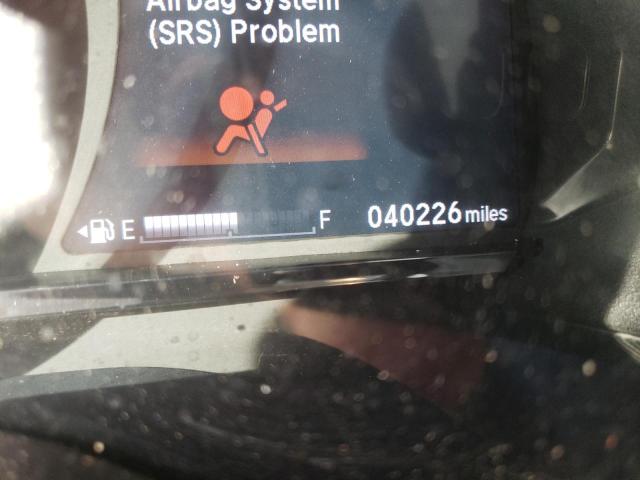 Airbag System
(SRS) Problem
E F 040226 miles